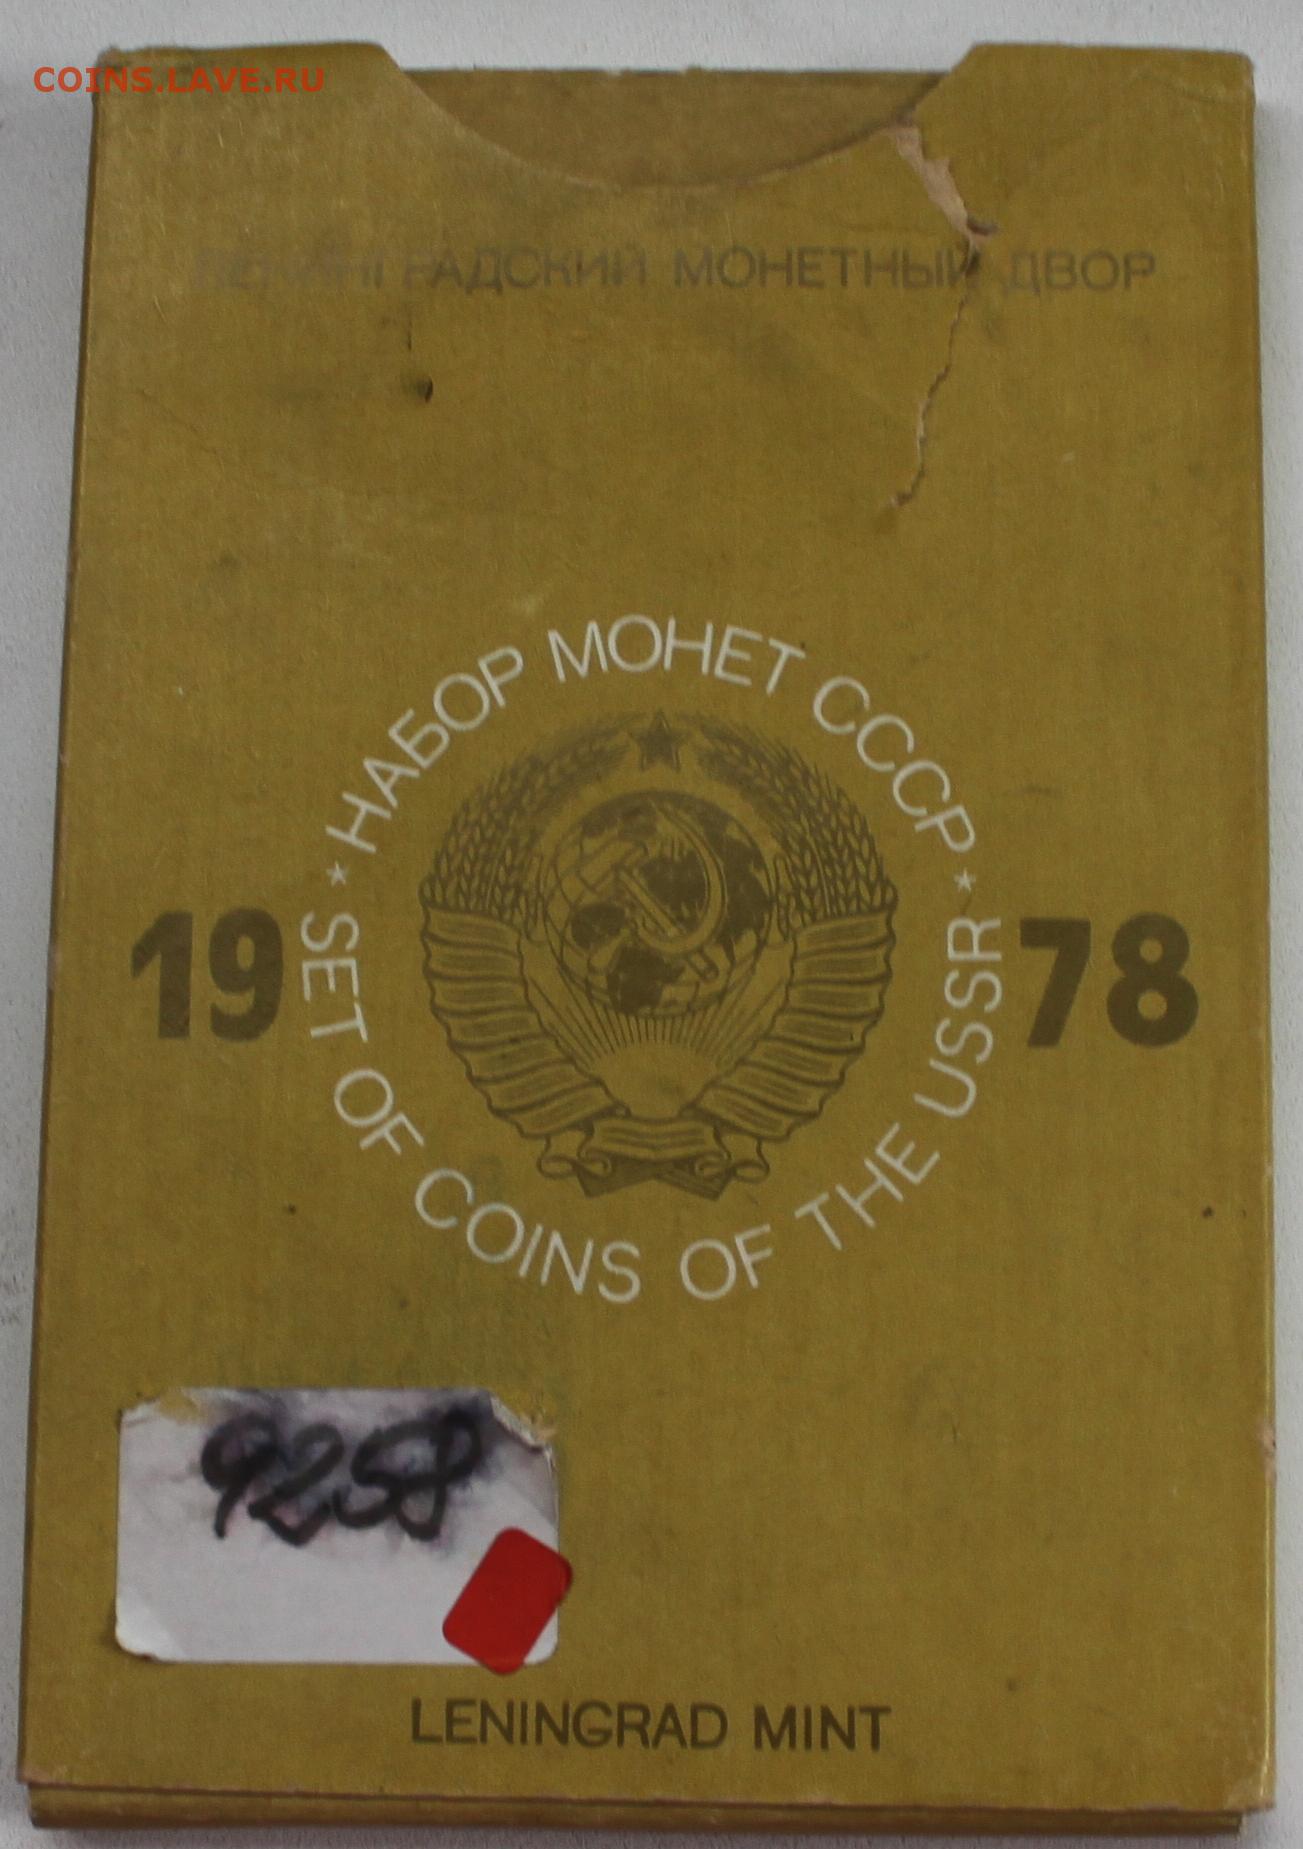 COINS.LAVE.RU
ЛЕНИНГРАДСКИЙ МОНЕТНЫЙ ДВОР
* НАБОР МОНЕТ СССР *
19 78
SET OF COINS OF THE USSR
9258
LENINGRAD MINT